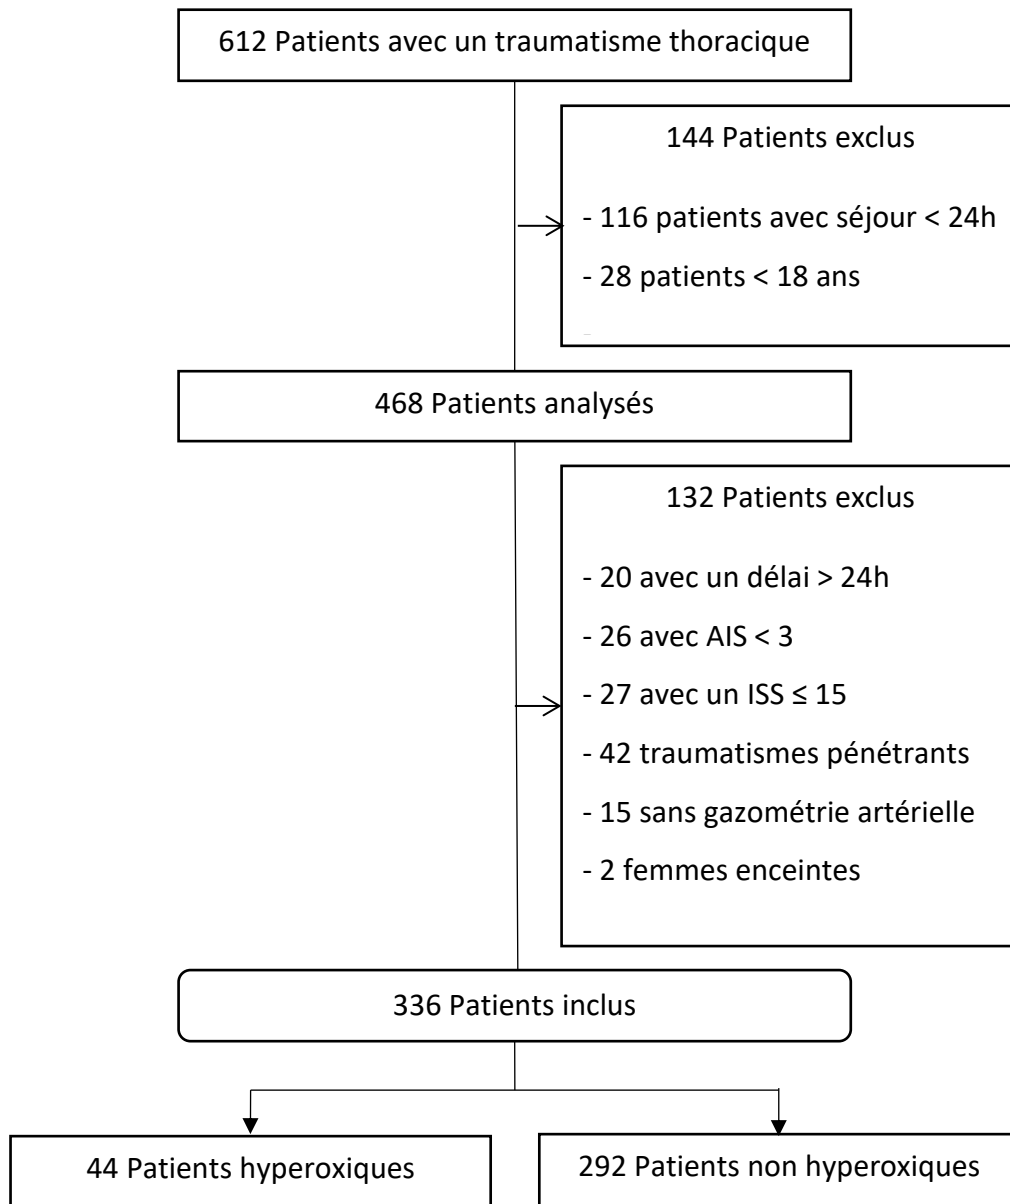 612 Patients avec un traumatisme thoracique
144 Patients exclus
- 116 patients avec séjour < 24h
- 28 patients < 18 ans
-
468 Patients analysés
132 Patients exclus
- 20 avec un délai > 24h
- 26 avec AIS < 3
- 27 avec un ISS ≤ 15
- 42 traumatismes pénétrants
- 15 sans gazométrie artérielle
- 2 femmes enceintes
336 Patients inclus
44 Patients hyperoxiques
292 Patients non hyperoxiques